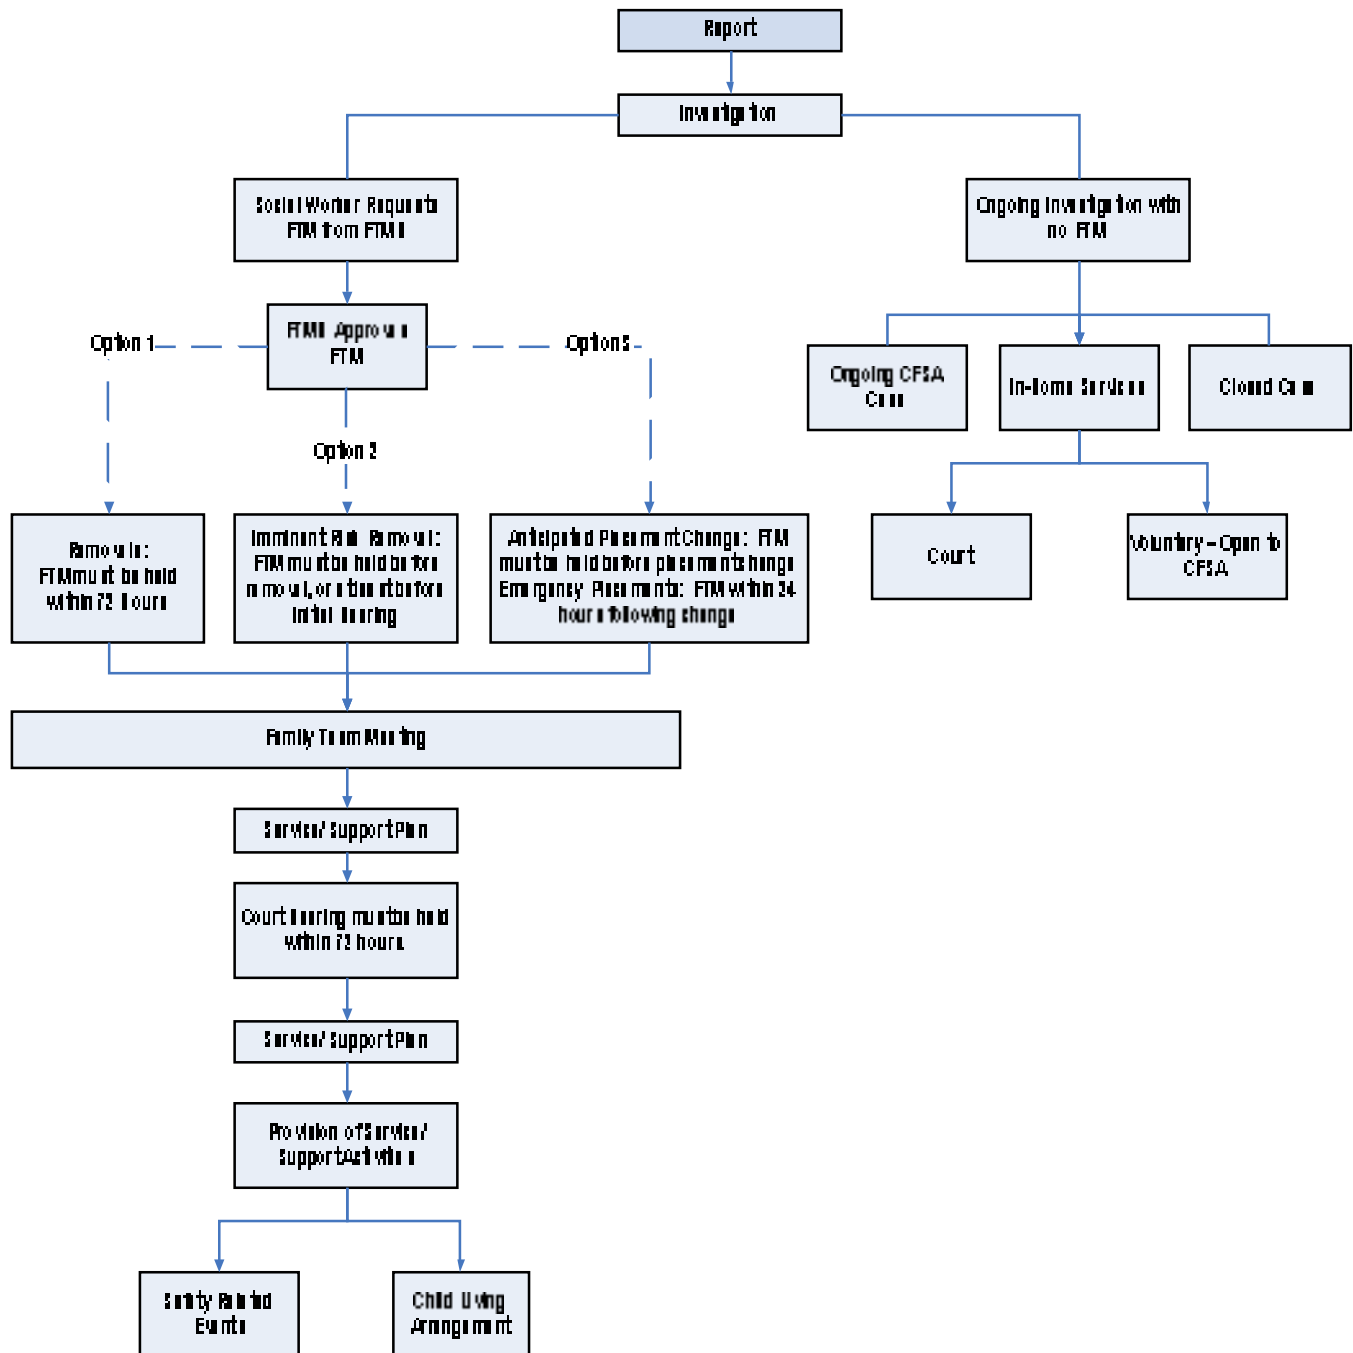 Report
Investigation
Social Worker Requests
FTM from FTMU
Ongoing Investigation with
no FTM
FTMU Approves
FTM
Option 1
Option 3
Option 2
Ongoing CFSA
Case
In-Home Services
Closed Case
Removals:
FTM must be held
within 72 hours
Imminent Risk Removal:
FTM must be held before
removal, or at least before
initial hearing
Anticipated Placement Change: FTM
must be held before placement change
Emergency Placements: FTM within 24
hours following change
Court
Voluntary – Open to
CFSA
Family Team Meeting
Service/ Support Plan
Court hearing must be held
within 72 hours
Service/ Support Plan
Provision of Service/
Support Activities
Safety Related
Events
Child Living
Arrangement